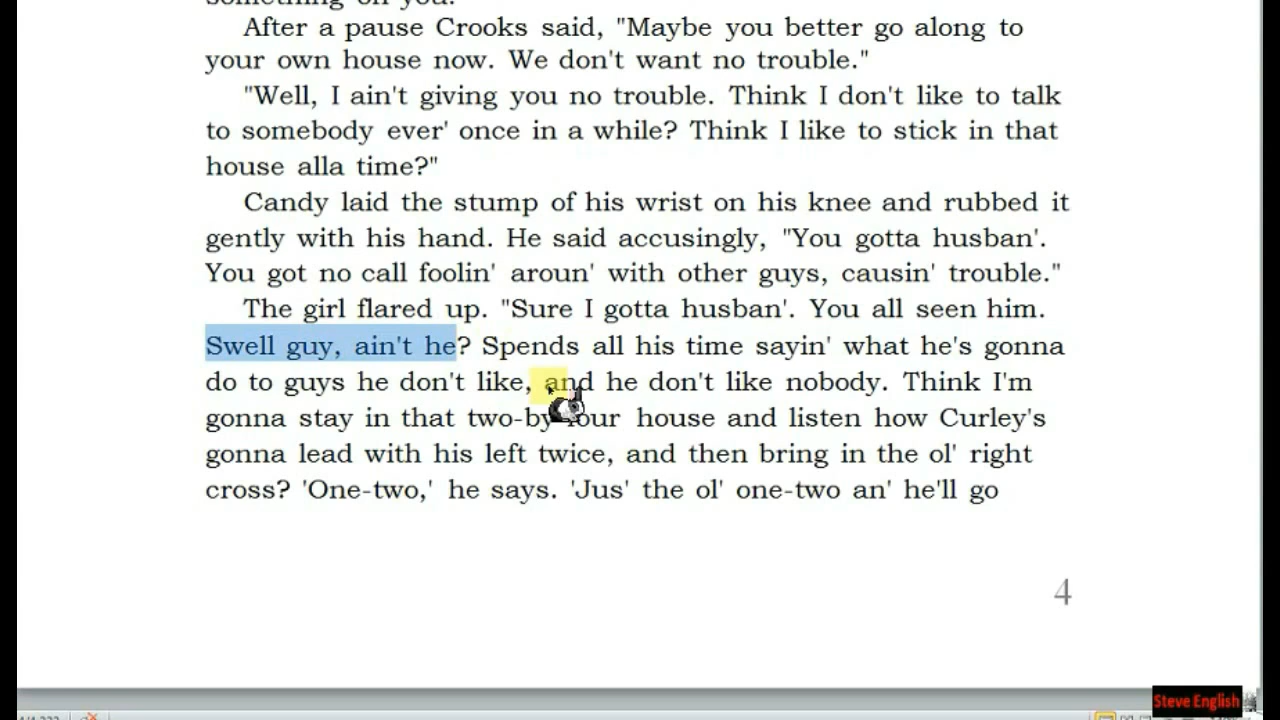 something on you.
After a pause Crooks said, "Maybe you better go along to
your own house now. We don't want no trouble."
"Well, I ain't giving you no trouble. Think I don't like to talk
to somebody ever' once in a while? Think I like to stick in that
house alla time?"
Candy laid the stump of his wrist on his knee and rubbed it
gently with his hand. He said accusingly, "You gotta husban'.
You got no call foolin' aroun' with other guys, causin' trouble."
The girl flared up. "Sure I gotta husban'. You all seen him.
Swell guy, ain't he? Spends all his time sayin' what he's gonna
do to guys he don't like, and he don't like nobody. Think I'm
gonna stay in that two-by-four house and listen how Curley's
gonna lead with his left twice, and then bring in the ol' right
cross? 'One-two,' he says. 'Jus' the ol' one-two an' he'll go
4
Steve English